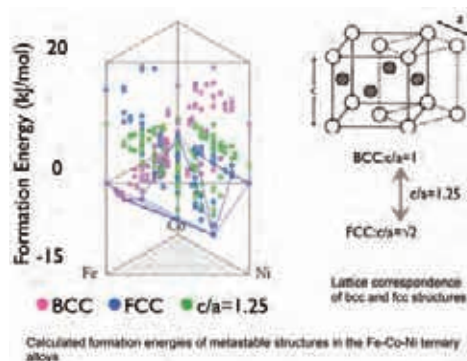 Formation Energy (kJ/mol)
20
0
-15
Co
Fe
Ni
BCC FCC c/a=1.25
a
c
BCC:c/a=1
c/a=1.25
FCC:c/a=√2
Lattice correspondence
of bcc and fcc structures
Calculated formation energies of metastable structures in the Fe-Co-Ni ternary
alloys